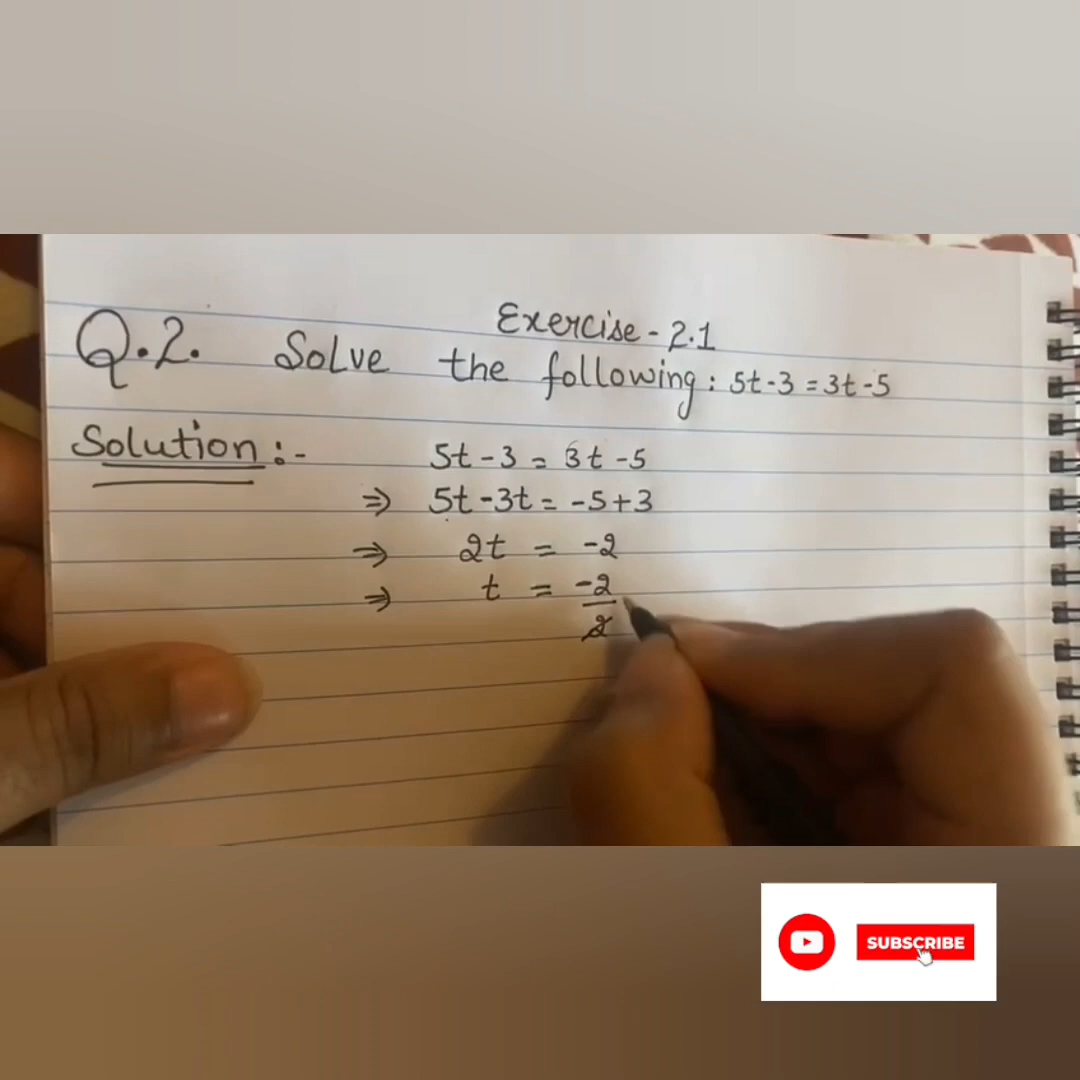 Exercise - 2.1
Q.2. Solve the following : 5t - 3 = 3t - 5
Solution :-
5t - 3 = 3t - 5
⇒ 5t - 3t = -5 + 3
⇒ 2t = -2
⇒ t = -2
2
SUBSCRIBE